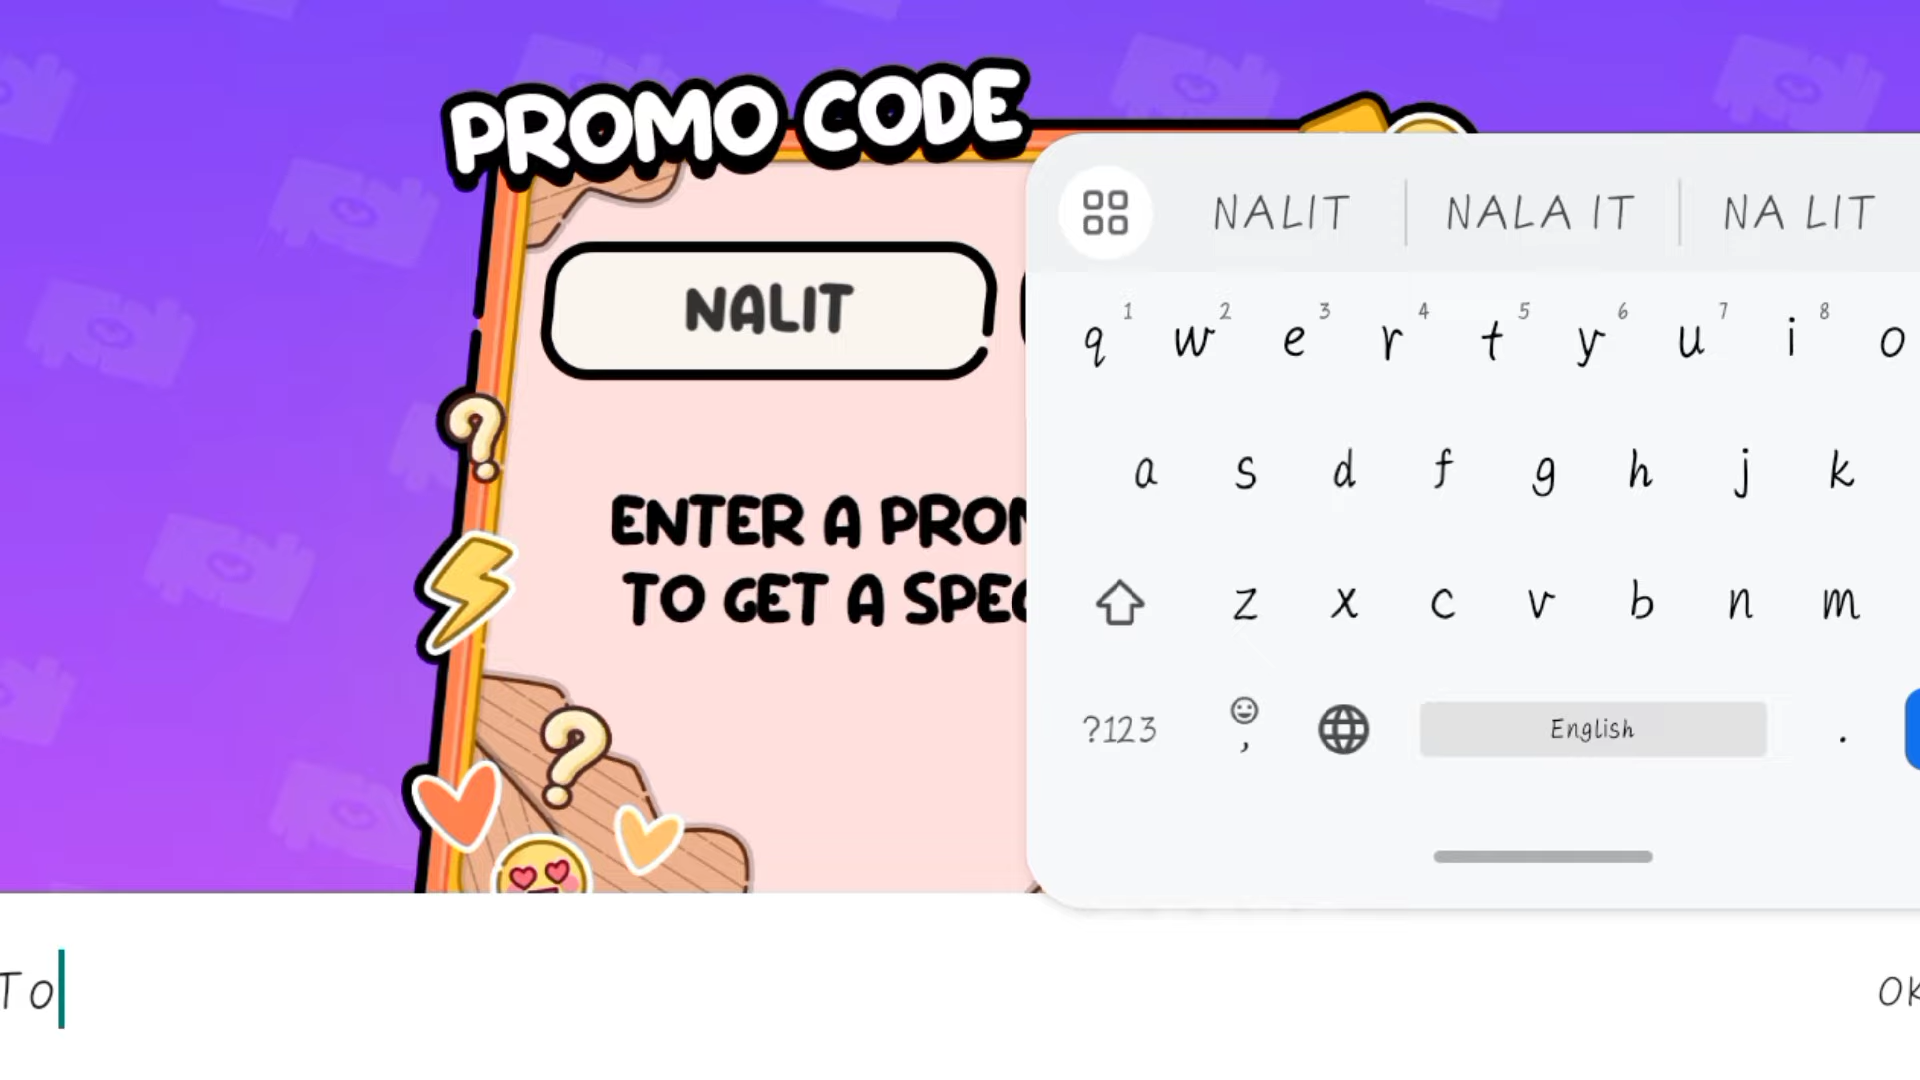 PROMO CODE
NALIT
ENTER A PROM
TO GET A SPEC
NALIT
NALA IT
NA LIT
q 1 w 2 e 3 r 4 t 5 y 6 u 7 i 8 o
a s d f g h j k
z x c v b n m
?123 , English .
To
OK